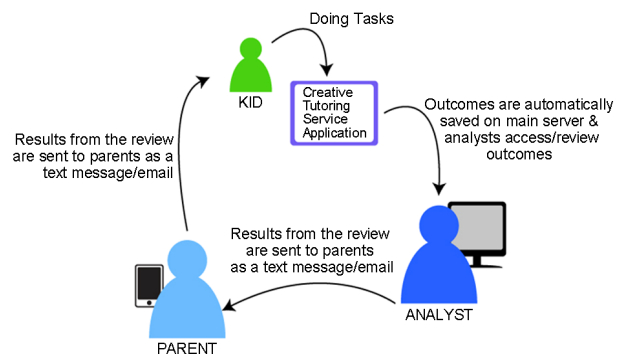 Doing Tasks
KID
Creative
Tutoring
Service
Application
Outcomes are automatically
saved on main server &
analysts access/review
outcomes
Results from the review
are sent to parents as a
text message/email
Results from the review
are sent to parents
as a text message/email
ANALYST
PARENT